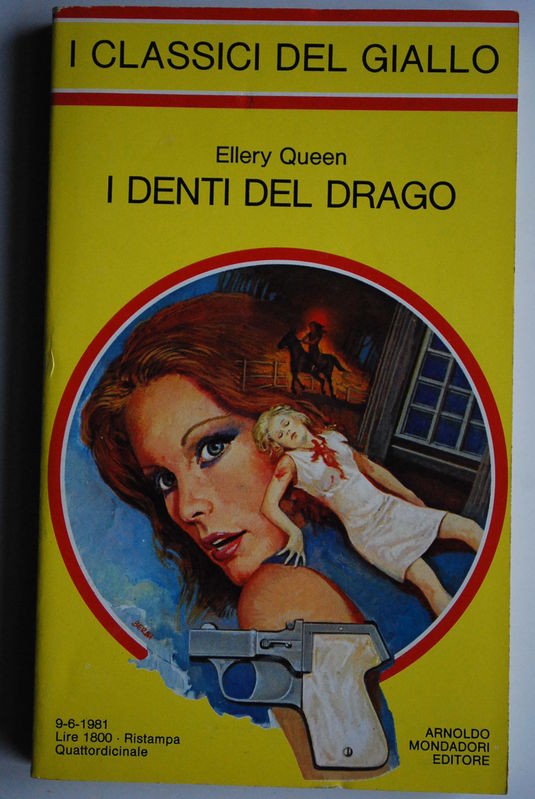 I CLASSICI DEL GIALLO
Ellery Queen
I DENTI DEL DRAGO
9-6-1981
Lire 1800 · Ristampa
Quattordicinale
ARNOLDO
MONDADORI
EDITORE